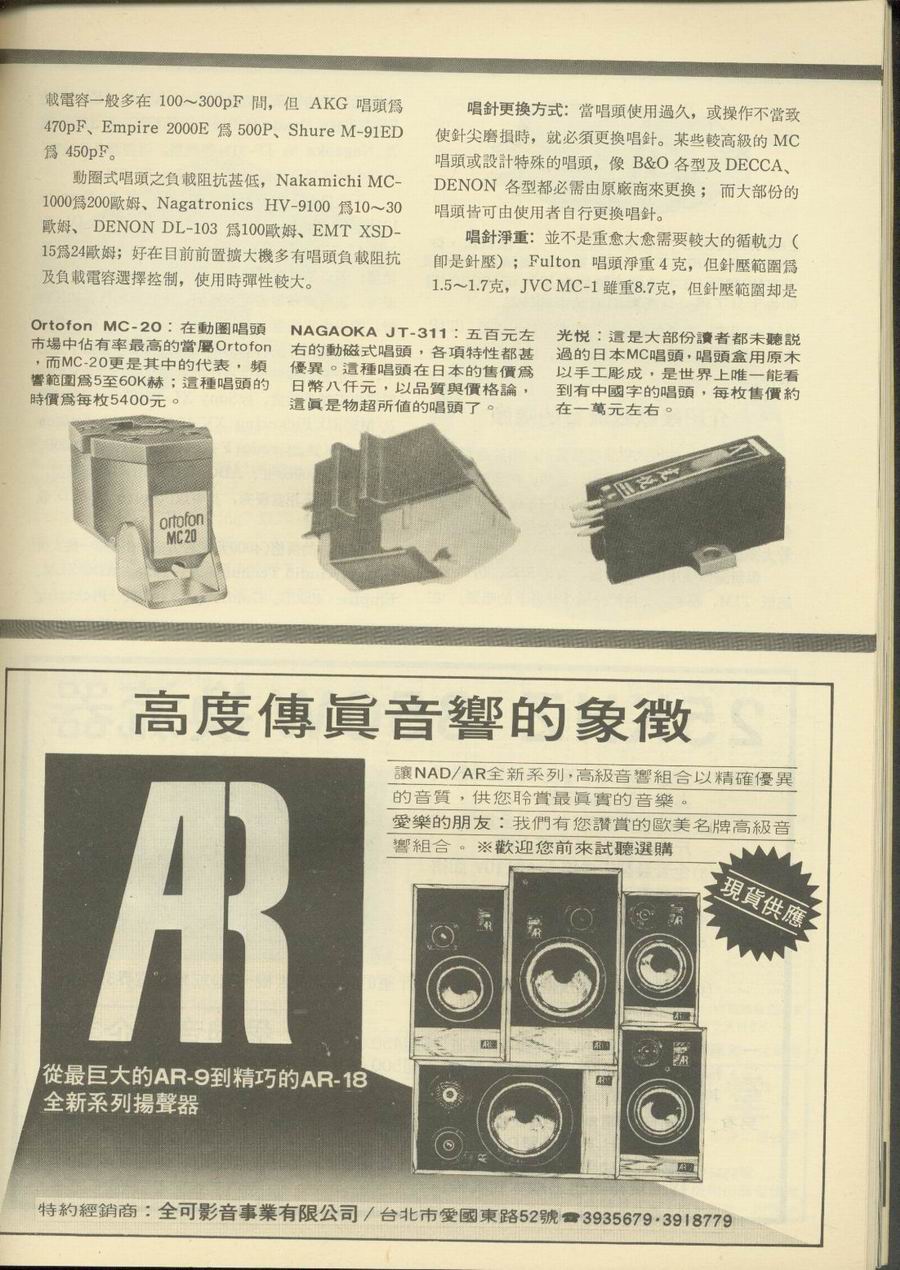 載電容一般多在 100～300pF 間，但 AKG 唱頭爲
470pF、Empire 2000E 爲 500P、Shure M-91ED
爲 450pF。
動圈式唱頭之負載阻抗甚低，Nakamichi MC-
1000爲200歐姆、Nagatronics HV-9100 爲10～30
歐姆、 DENON DL-103 爲100歐姆、EMT XSD-
15爲24歐姆；好在目前前置擴大機多有唱頭負載阻抗
及負載電容選擇控制，使用時彈性較大。
唱針更換方式：當唱頭使用過久，或操作不當致
使針尖磨損時，就必須更換唱針。某些較高級的 MC
唱頭或設計特殊的唱頭，像 B&O 各型及 DECCA、
DENON 各型都必需由原廠商來更換；而大部份的
唱頭皆可由使用者自行更換唱針。
唱針淨重：並不是重愈大愈需要較大的循軌力（
卽是針壓）；Fulton 唱頭淨重 4 克，但針壓範圍爲
1.5～1.7克，JVC MC-1 雖重8.7克，但針壓範圍却是
Ortofon MC-20：在動圈唱頭
市場中佔有率最高的當屬Ortofon
，而MC-20更是其中的代表，頻
響範圍爲5至60K赫；這種唱頭的
時價爲每枚5400元。
NAGAOKA JT-311：五百元左
右的動磁式唱頭，各項特性都甚
優異。這種唱頭在日本的售價爲
日幣八仟元，以品質與價格論，
這眞是物超所值的唱頭了。
光悅：這是大部份讀者都未聽說
過的日本MC唱頭，唱頭盒用原木
以手工彫成，是世界上唯一能看
到有中國字的唱頭，每枚售價約
在一萬元左右。
ortofon
MC20
光悅
高度傳眞音響的象徵
AR
讓NAD/AR全新系列，高級音響組合以精確優異
的音質，供您聆賞最眞實的音樂。
愛樂的朋友：我們有您讚賞的歐美名牌高級音
響組合。※歡迎您前來試聽選購
現貨供應
從最巨大的AR-9到精巧的AR-18
全新系列揚聲器
特約經銷商：全可影音事業有限公司/台北市愛國東路52號☎3935679·3918779